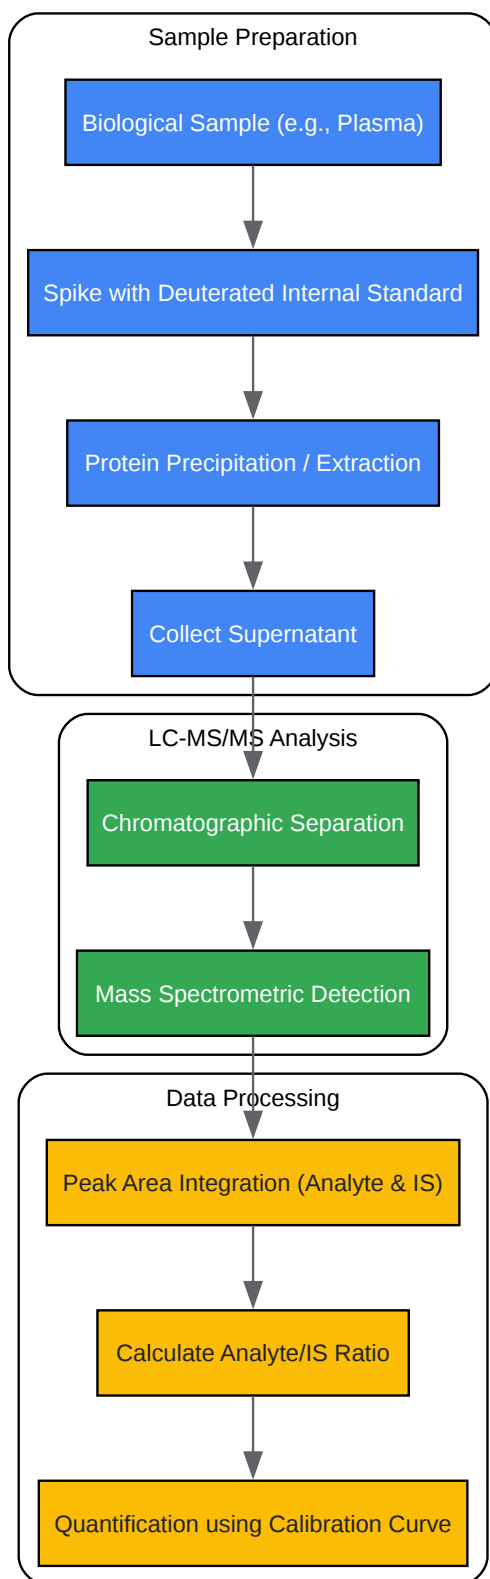 Sample Preparation
Biological Sample (e.g., Plasma)
Spike with Deuterated Internal Standard
Protein Precipitation / Extraction
Collect Supernatant
LC-MS/MS Analysis
Chromatographic Separation
Mass Spectrometric Detection
Data Processing
Peak Area Integration (Analyte & IS)
Calculate Analyte/IS Ratio
Quantification using Calibration Curve